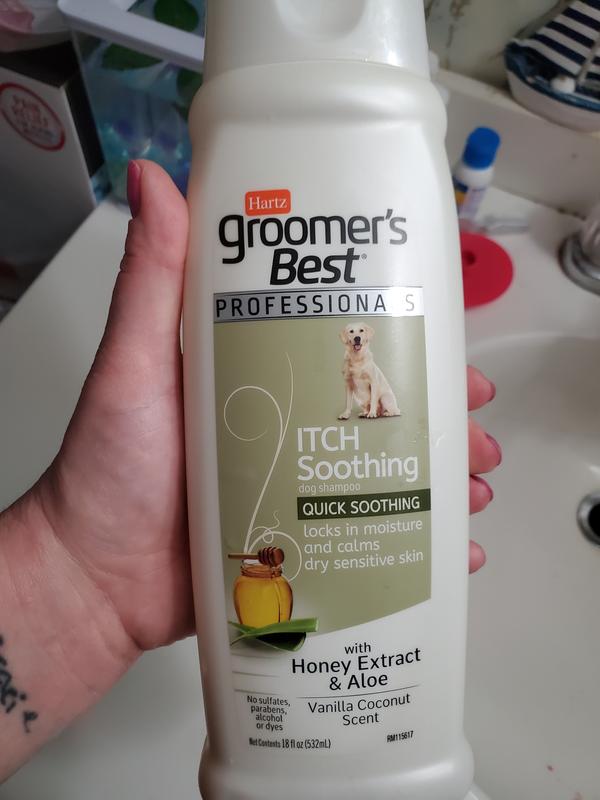 Hartz
groomer's
Best®
PROFESSIONALS
ITCH
Soothing
dog shampoo
QUICK SOOTHING
locks in moisture
and calms
dry sensitive skin
with
Honey Extract
& Aloe
No sulfates,
parabens,
alcohol
or dyes
Vanilla Coconut
Scent
Net Contents 18 fl oz (532mL)
RM115617